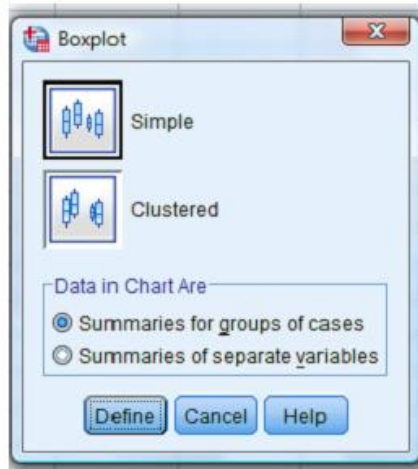 Boxplot
Simple
Clustered
Data in Chart Are
Summaries for groups of cases
Summaries of separate variables
Define Cancel Help